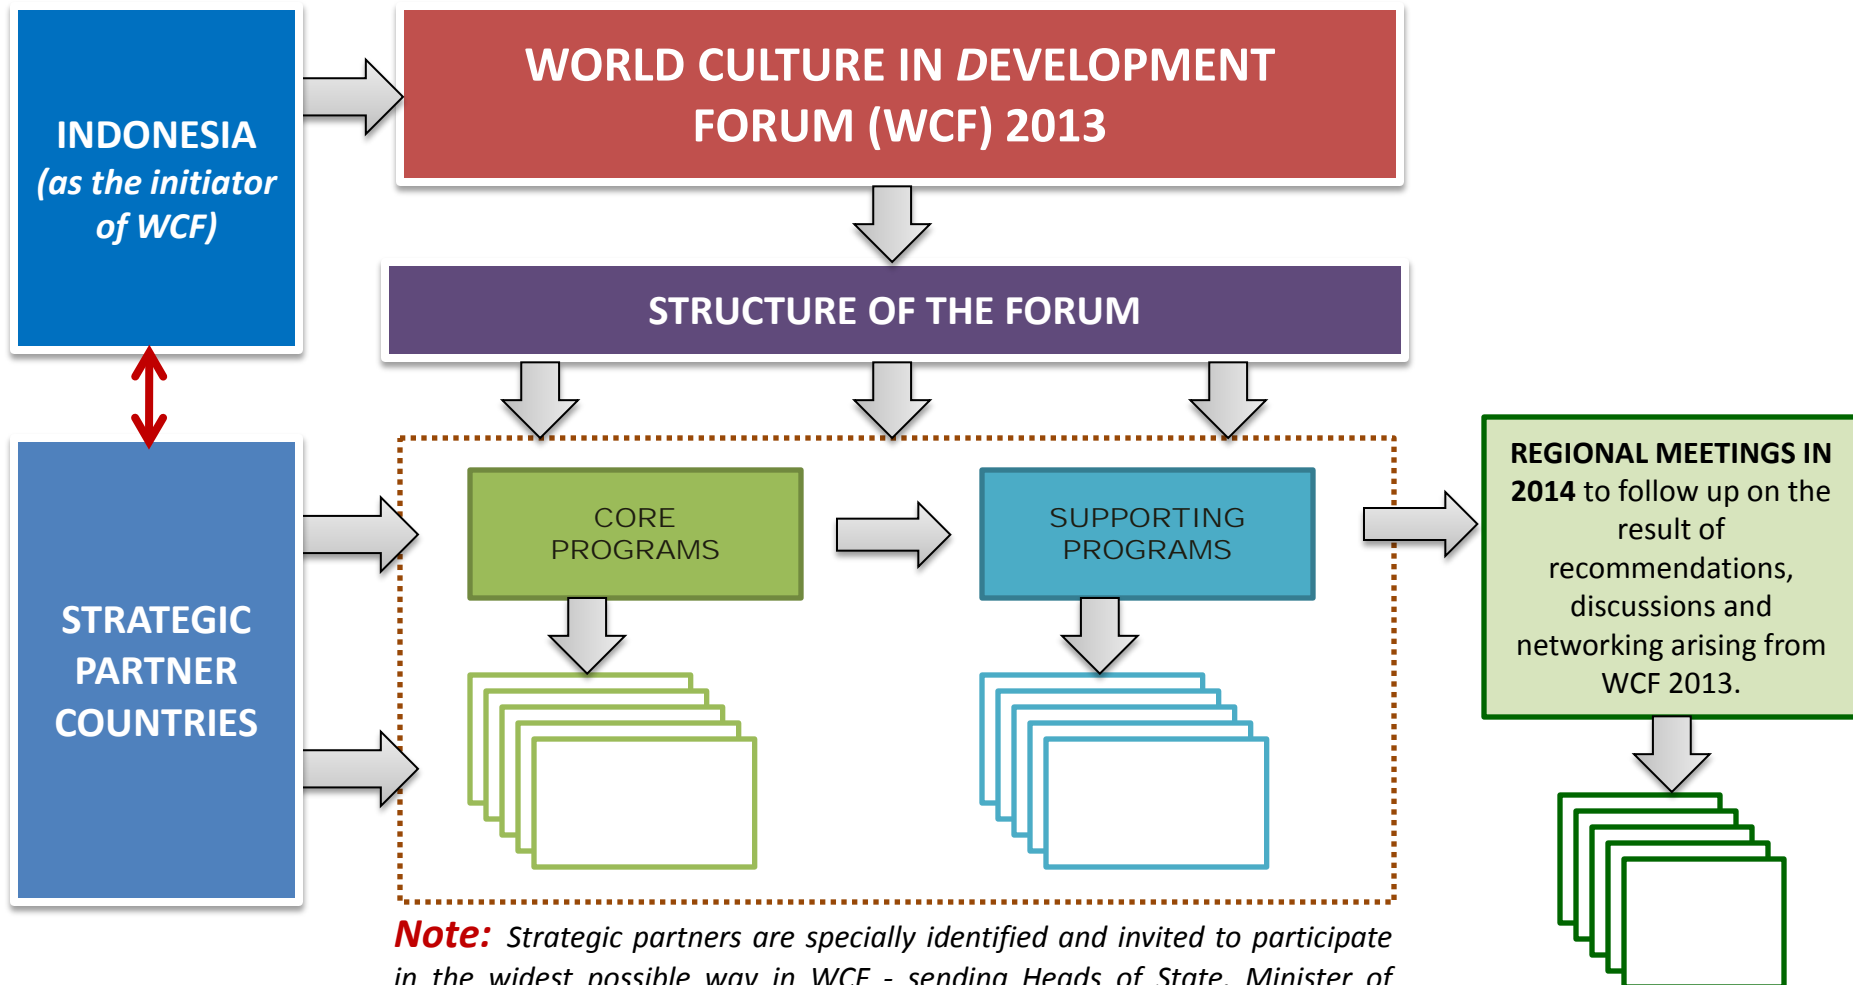 INDONESIA
(as the initiator
of WCF)
WORLD CULTURE IN DEVELOPMENT
FORUM (WCF) 2013
STRUCTURE OF THE FORUM
STRATEGIC
PARTNER
COUNTRIES
CORE
PROGRAMS
SUPPORTING
PROGRAMS
REGIONAL MEETINGS IN
2014 to follow up on the
result of
recommendations,
discussions and
networking arising from
WCF 2013.
Note: Strategic partners are specially identified and invited to participate
in the widest possible way in WCF - sending Heads of State, Minister of